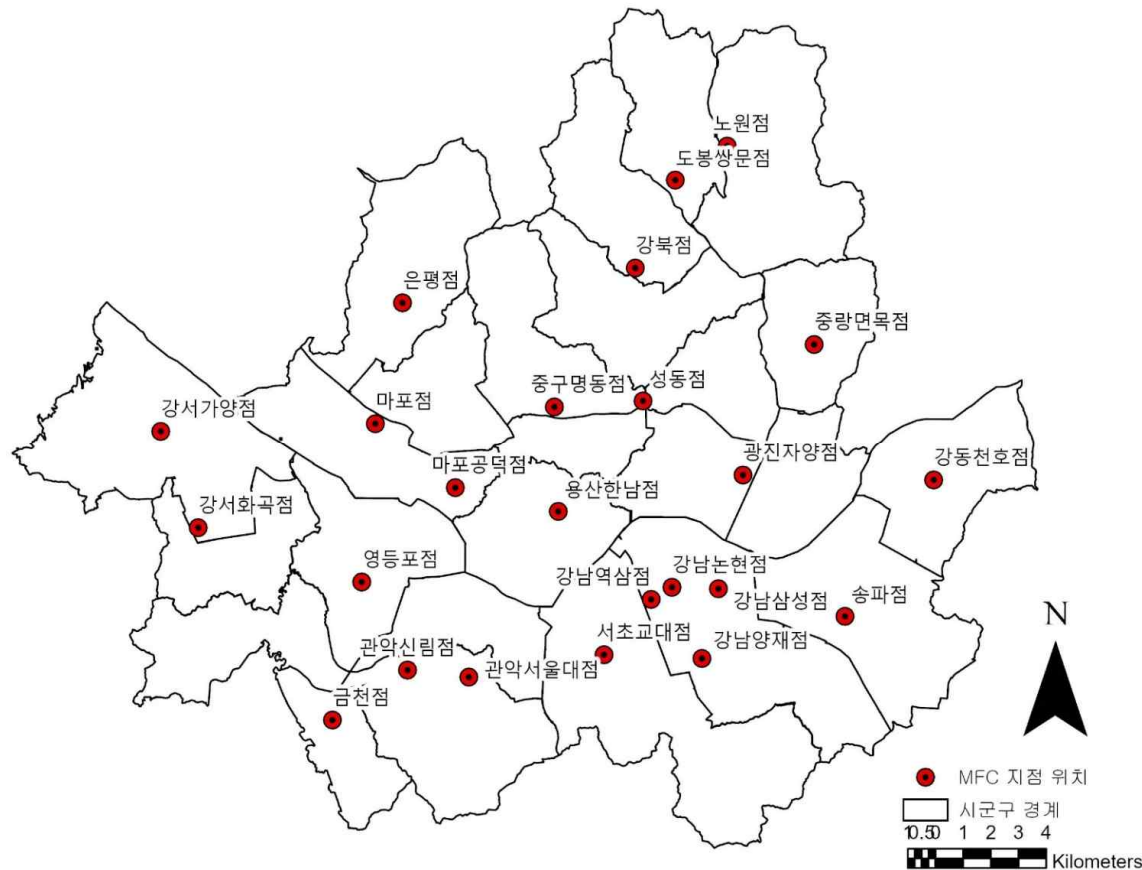 노원점
도봉쌍문점
강북점
은평점
중랑면목점
중구명동점
성동점
마포점
강서가양점
광진자양점
강동천호점
마포공덕점
용산한남점
강서화곡점
영등포점
강남역삼점
강남논현점
강남삼성점
송파점
서초교대점
강남양재점
관악신림점
관악서울대점
금천점
N
MFC 지점 위치
시군구 경계
10.50 1 2 3 4
Kilometers